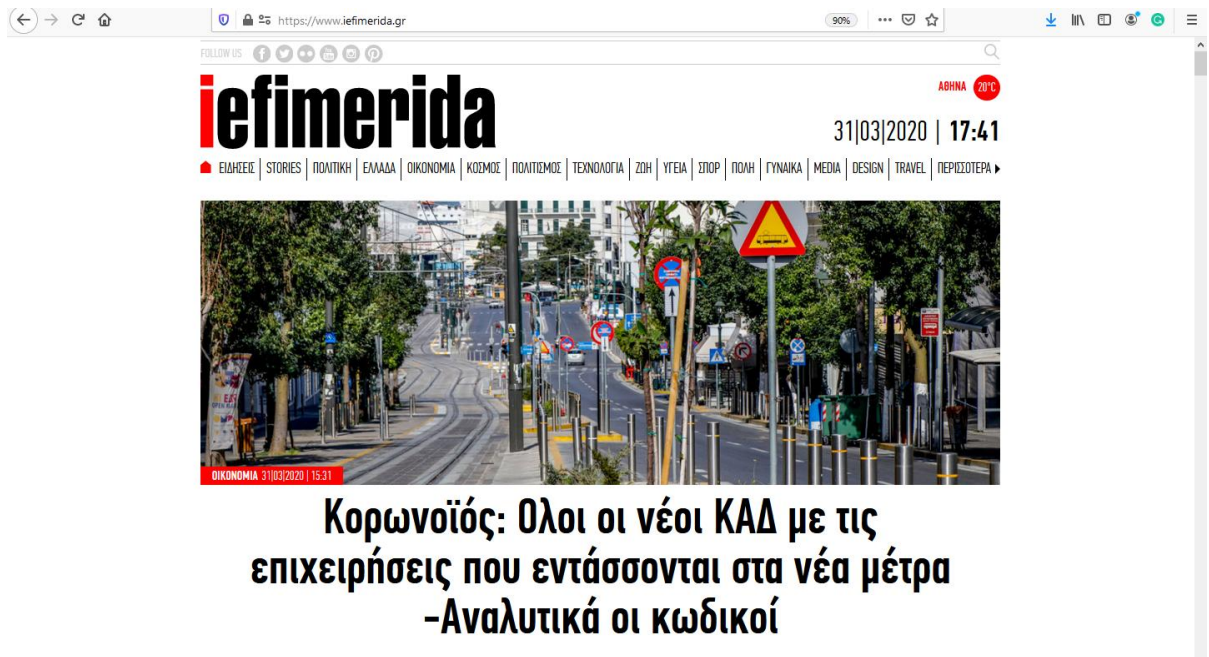 https://www.iefimerida.gr
90%
FOLLOW US
You Tube
iefimerida
ΑΘΗΝΑ 20°C
31|03|2020 | 17:41
ΕΙΔΗΣΕΙΣ | STORIES | ΠΟΛΙΤΙΚΗ | ΕΛΛΑΔΑ | ΟΙΚΟΝΟΜΙΑ | ΚΟΣΜΟΣ | ΠΟΛΙΤΙΣΜΟΣ | ΤΕΧΝΟΛΟΓΙΑ | ΖΩΗ | ΥΓΕΙΑ | ΣΠΟΡ | ΠΟΛΗ | ΓΥΝΑΙΚΑ | MEDIA | DESIGN | TRAVEL | ΠΕΡΙΣΣΟΤΕΡΑ
ΟΙΚΟΝΟΜΙΑ 31|03|2020 | 15:31
Κορωνοϊός: Ολοι οι νέοι ΚΑΔ με τις
επιχειρήσεις που εντάσσονται στα νέα μέτρα
-Αναλυτικά οι κωδικοί